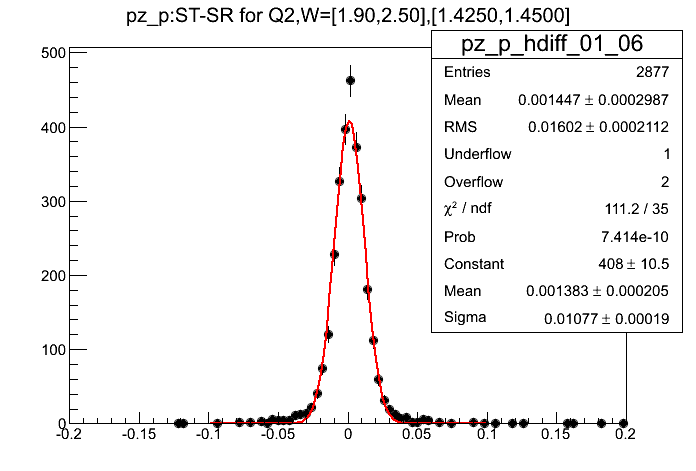 pz_p:ST-SR for Q2,W=[1.90,2.50],[1.4250,1.4500]
pz_p_hdiff_01_06
Entries 2877
Mean 0.001447 ± 0.0002987
RMS 0.01602 ± 0.0002112
Underflow 1
Overflow 2
χ² / ndf 111.2 / 35
Prob 7.414e-10
Constant 408 ± 10.5
Mean 0.001383 ± 0.000205
Sigma 0.01077 ± 0.00019
500
400
300
200
100
0
-0.2 -0.15 -0.1 -0.05 0 0.05 0.1 0.15 0.2